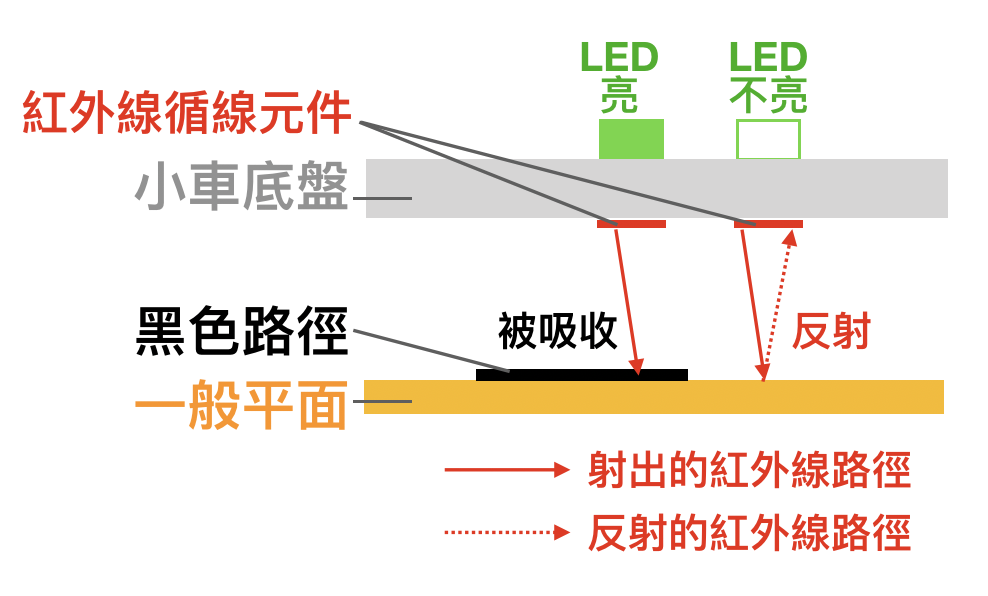 LED
亮
LED
不亮
紅外線循線元件
小車底盤
黑色路徑
被吸收
反射
一般平面
射出的紅外線路徑
反射的紅外線路徑